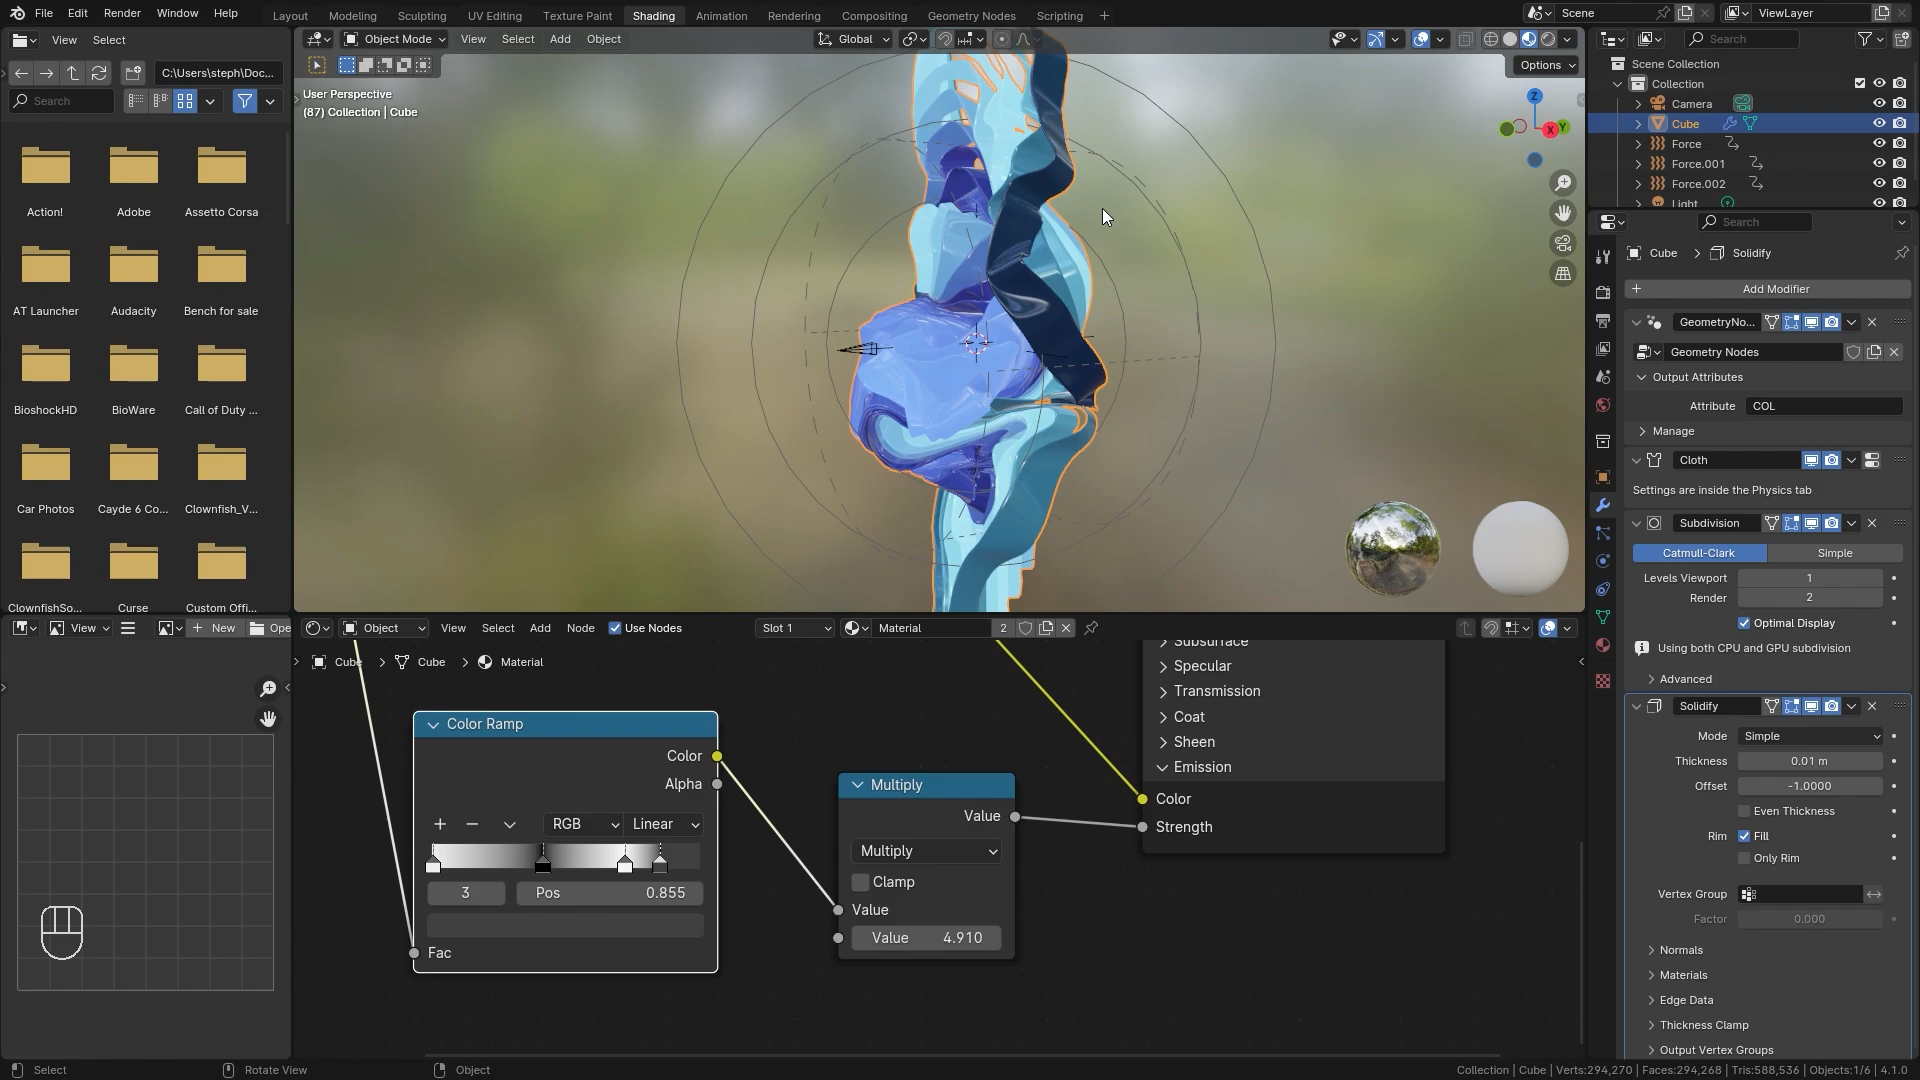 File Edit Render Window Help Layout Modeling Sculpting UV Editing Texture Paint Shading Animation Rendering Compositing Geometry Nodes Scripting + Scene ViewLayer
View Select
Object Mode View Select Add Object Global
Search
C:\Users\steph\Doc...
Search
Options
User Perspective
(87) Collection | Cube
Z
X
Y
Action! Adobe Assetto Corsa
AT Launcher Audacity Bench for sale
BioshockHD BioWare Call of Duty ...
Car Photos Cayde 6 Co... Clownfish_V...
ClownfishSo... Curse Custom Offi...
Scene Collection
Collection
Camera
Cube
Force
Force.001
Force.002
Light
Search
Cube > Solidify
+ Add Modifier
GeometryNo...
Geometry Nodes
Output Attributes
Attribute COL
Manage
Cloth
Settings are inside the Physics tab
Subdivision
Catmull-Clark Simple
Levels Viewport 1
Render 2
Optimal Display
Using both CPU and GPU subdivision
Advanced
Solidify
Mode Simple
Thickness 0.01 m
Offset -1.0000
Even Thickness
Rim Fill
Only Rim
Vertex Group
Factor 0.000
Normals
Materials
Edge Data
Thickness Clamp
Output Vertex Groups
View + New Ope
Object View Select Add Node Use Nodes Slot 1 Material 2
Cube > Cube > Material
Color Ramp
Color
Alpha
+ − RGB Linear
3 Pos 0.855
Fac
Multiply
Value
Multiply
Clamp
Value
Value 4.910
Subsurface
Specular
Transmission
Coat
Sheen
Emission
Color
Strength
Select Rotate View Object Collection | Cube | Verts:294,270 | Faces:294,268 | Tris:588,536 | Objects:1/6 | 4.1.0